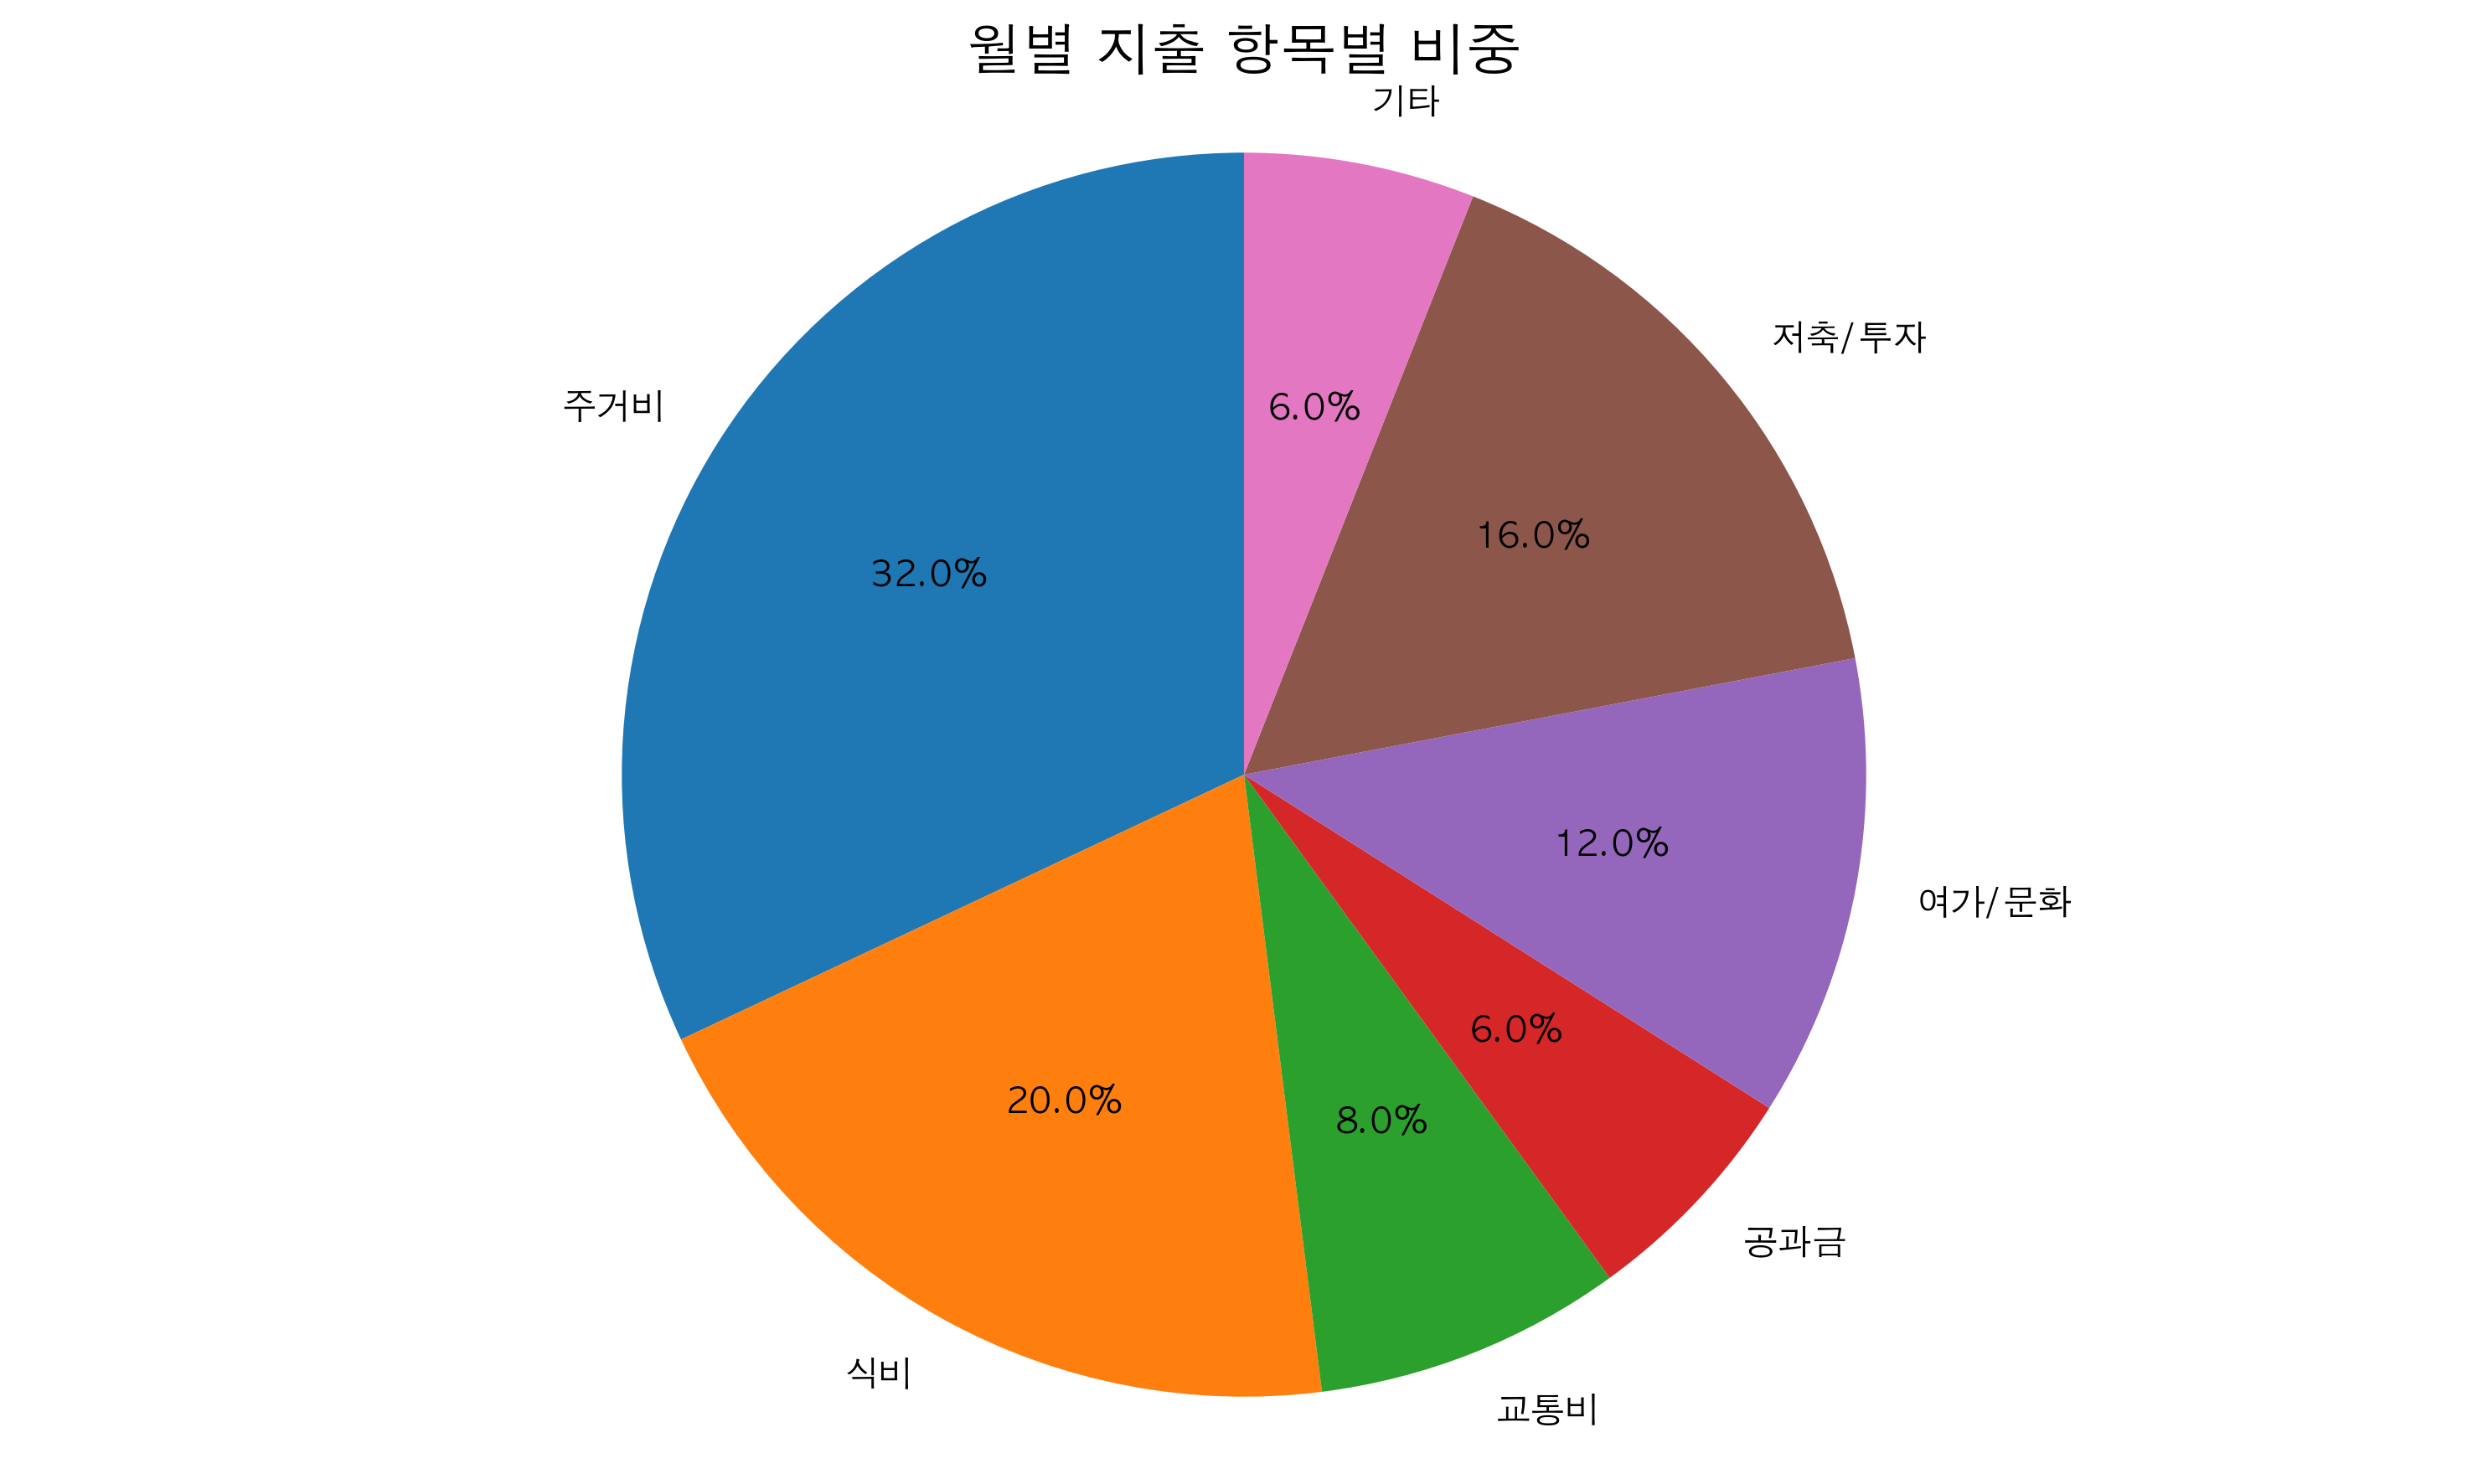 월별 지출 항목별 비중
기타
저축/투자
주거비
6.0%
16.0%
32.0%
12.0%
여가/문화
6.0%
20.0%
8.0%
공과금
식비
교통비